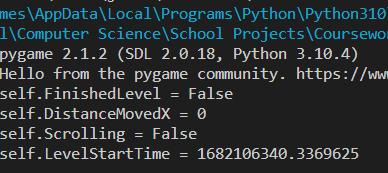 mes\AppData\Local\Programs\Python\Python310
l\Computer Science\School Projects\Coursewo
pygame 2.1.2 (SDL 2.0.18, Python 3.10.4)
Hello from the pygame community. https://ww
self.FinishedLevel = False
self.DistanceMovedX = 0
self.Scrolling = False
self.LevelStartTime = 1682106340.3369625